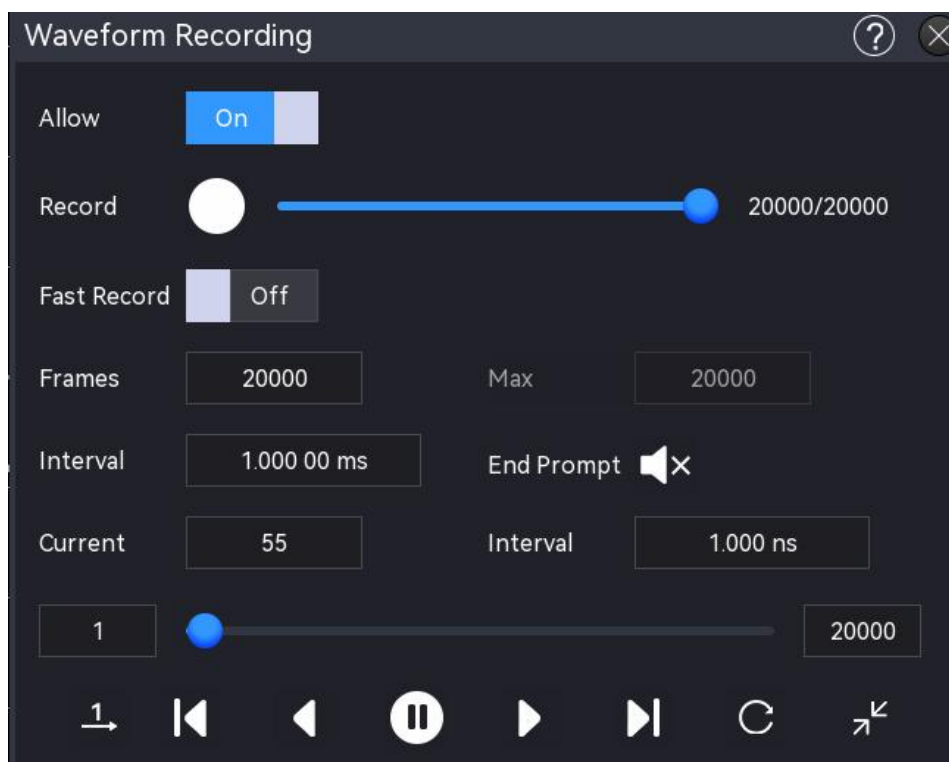 Waveform Recording ?
Allow On
Record 20000/20000
Fast Record Off
Frames 20000 Max 20000
Interval 1.000 00 ms End Prompt
Current 55 Interval 1.000 ns
1 20000
1